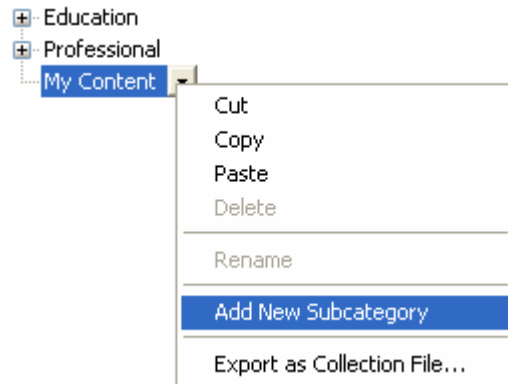 Education
Professional
My Content
Cut
Copy
Paste
Delete
Rename
Add New Subcategory
Export as Collection File...